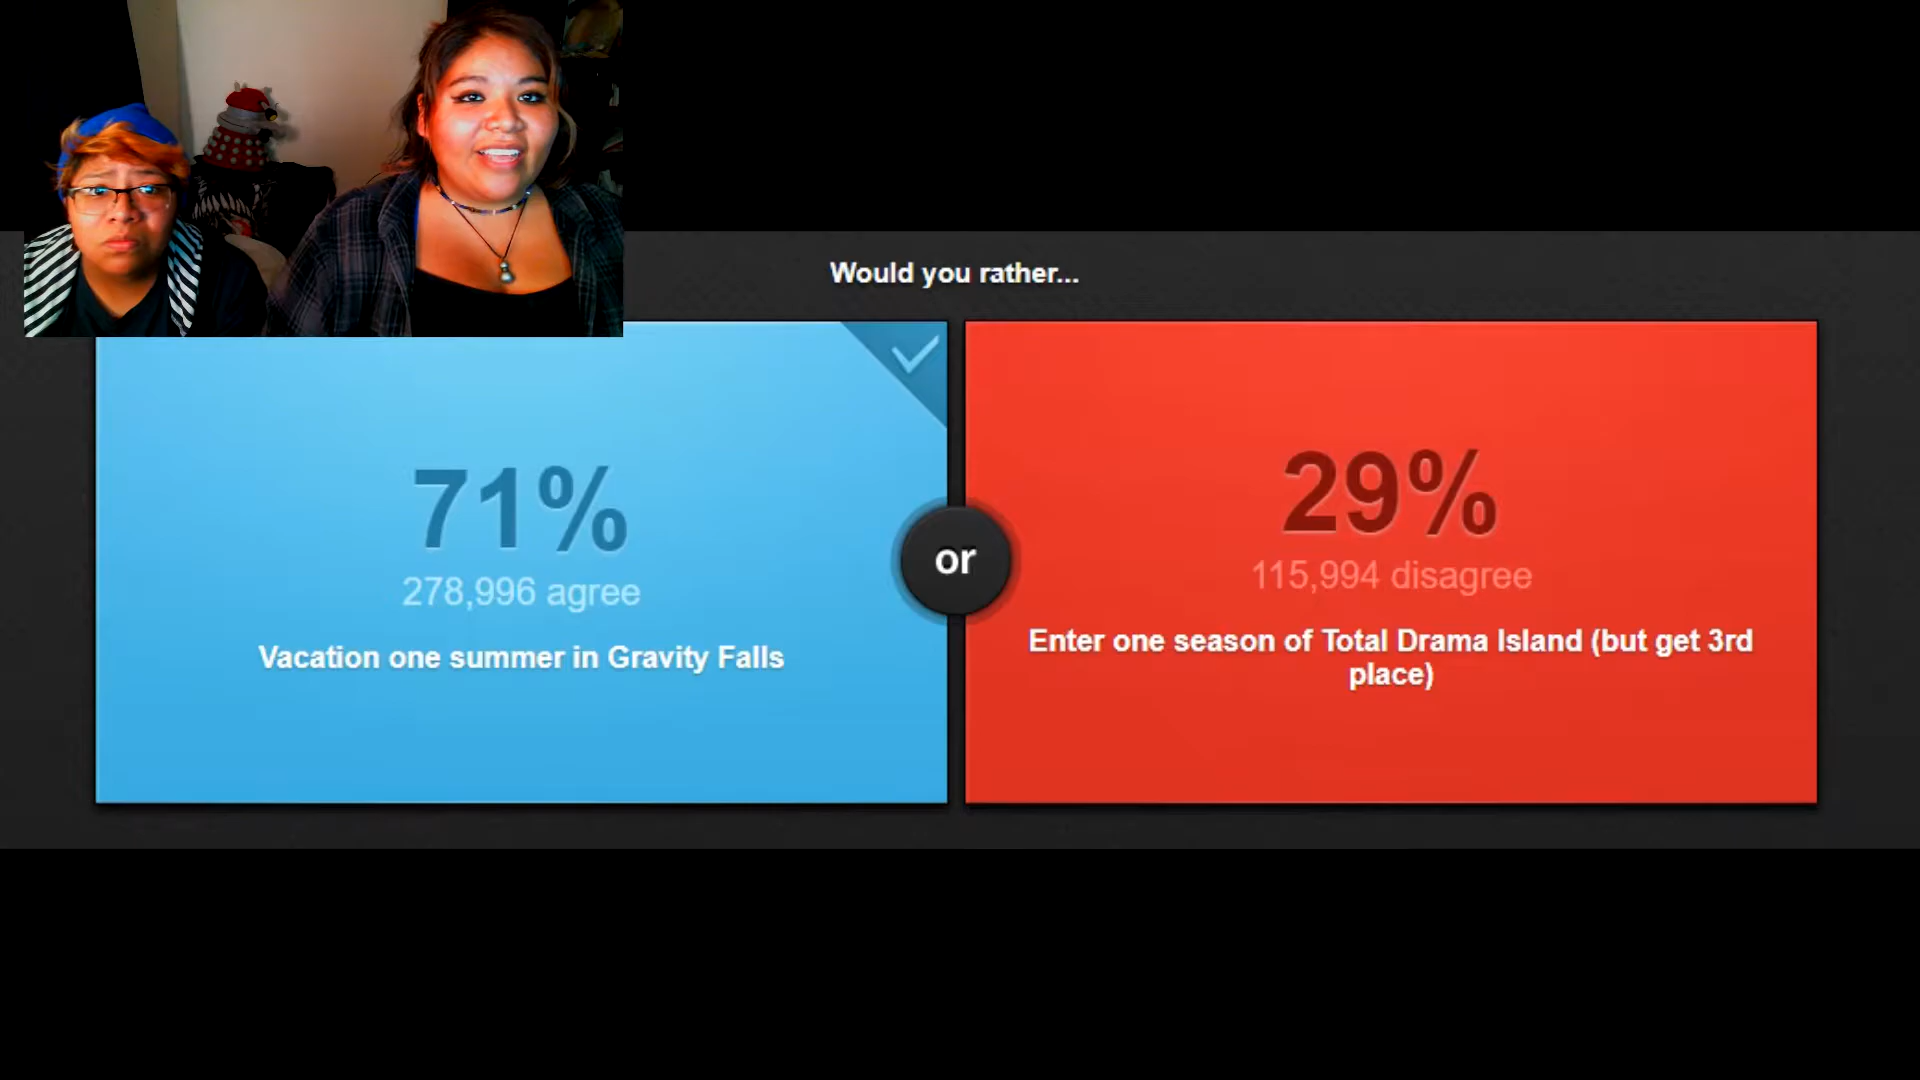 Would you rather...
71%
278,996 agree
Vacation one summer in Gravity Falls
or
29%
115,994 disagree
Enter one season of Total Drama Island (but get 3rd
place)